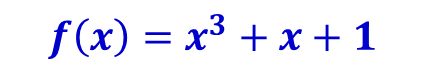 f(x) = x³ + x + 1